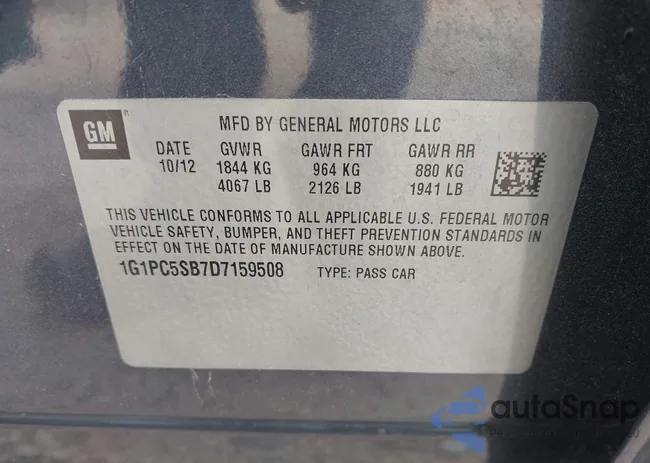 GM
MFD BY GENERAL MOTORS LLC
DATE GVWR GAWR FRT GAWR RR
10/12 1844 KG 964 KG 880 KG
4067 LB 2126 LB 1941 LB
THIS VEHICLE CONFORMS TO ALL APPLICABLE U.S. FEDERAL MOTOR
VEHICLE SAFETY, BUMPER, AND THEFT PREVENTION STANDARDS IN
EFFECT ON THE DATE OF MANUFACTURE SHOWN ABOVE.
1G1PC5SB7D7159508 TYPE: PASS CAR
autoSnap